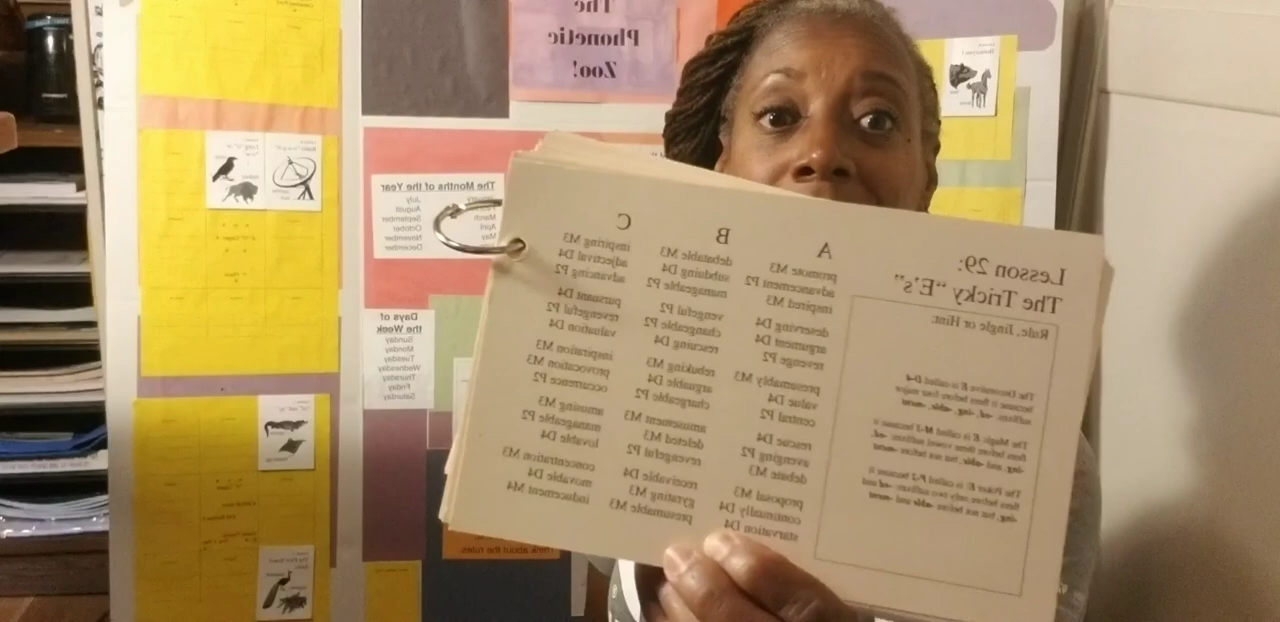 The
Phonetic
Zoo!
The Months of the Year
July
August
September
October
November
December
March
April
May
Days of
the Week
Sunday
Monday
Tuesday
Wednesday
Thursday
Friday
Saturday
Lesson 29:
The Tricky "E's"
Rule, Jingle or Hint:
The Decorative E is called D-4
because it flees before four major
suffixes: -ed, -ing, -able, -ment.
The Magic E is called M-3 because it
flees before three vowel suffixes: -ed,
-ing, and -able, but not before -ment
The Poker E is called P-2 because it
flees before only two suffixes: -ed and
-ing, but not before -able and -ment
A
promote M3
advancement P2
inspired M3
deserving D4
argument D4
revenge P2
presumably M3
value D4
central P2
rescue D4
avenging P2
debate M3
proposal M3
continually D4
starvation D4
B
debatable M3
subduing D4
manageable P2
vengeful P2
changeable P2
rescuing D4
rebuking M3
arguable D4
chargeable P2
amusement M3
deleted M3
revengeful P2
receivable D4
gyrating M3
presumable M3
C
inspiring M3
adjectival D4
advancing P2
pursuant D4
revengeful P2
valuation D4
inspiration M3
provocation M3
occurrence P2
amusing M3
manageable P2
lovable D4
concentration M3
movable D4
inducement M4
think about the rules.